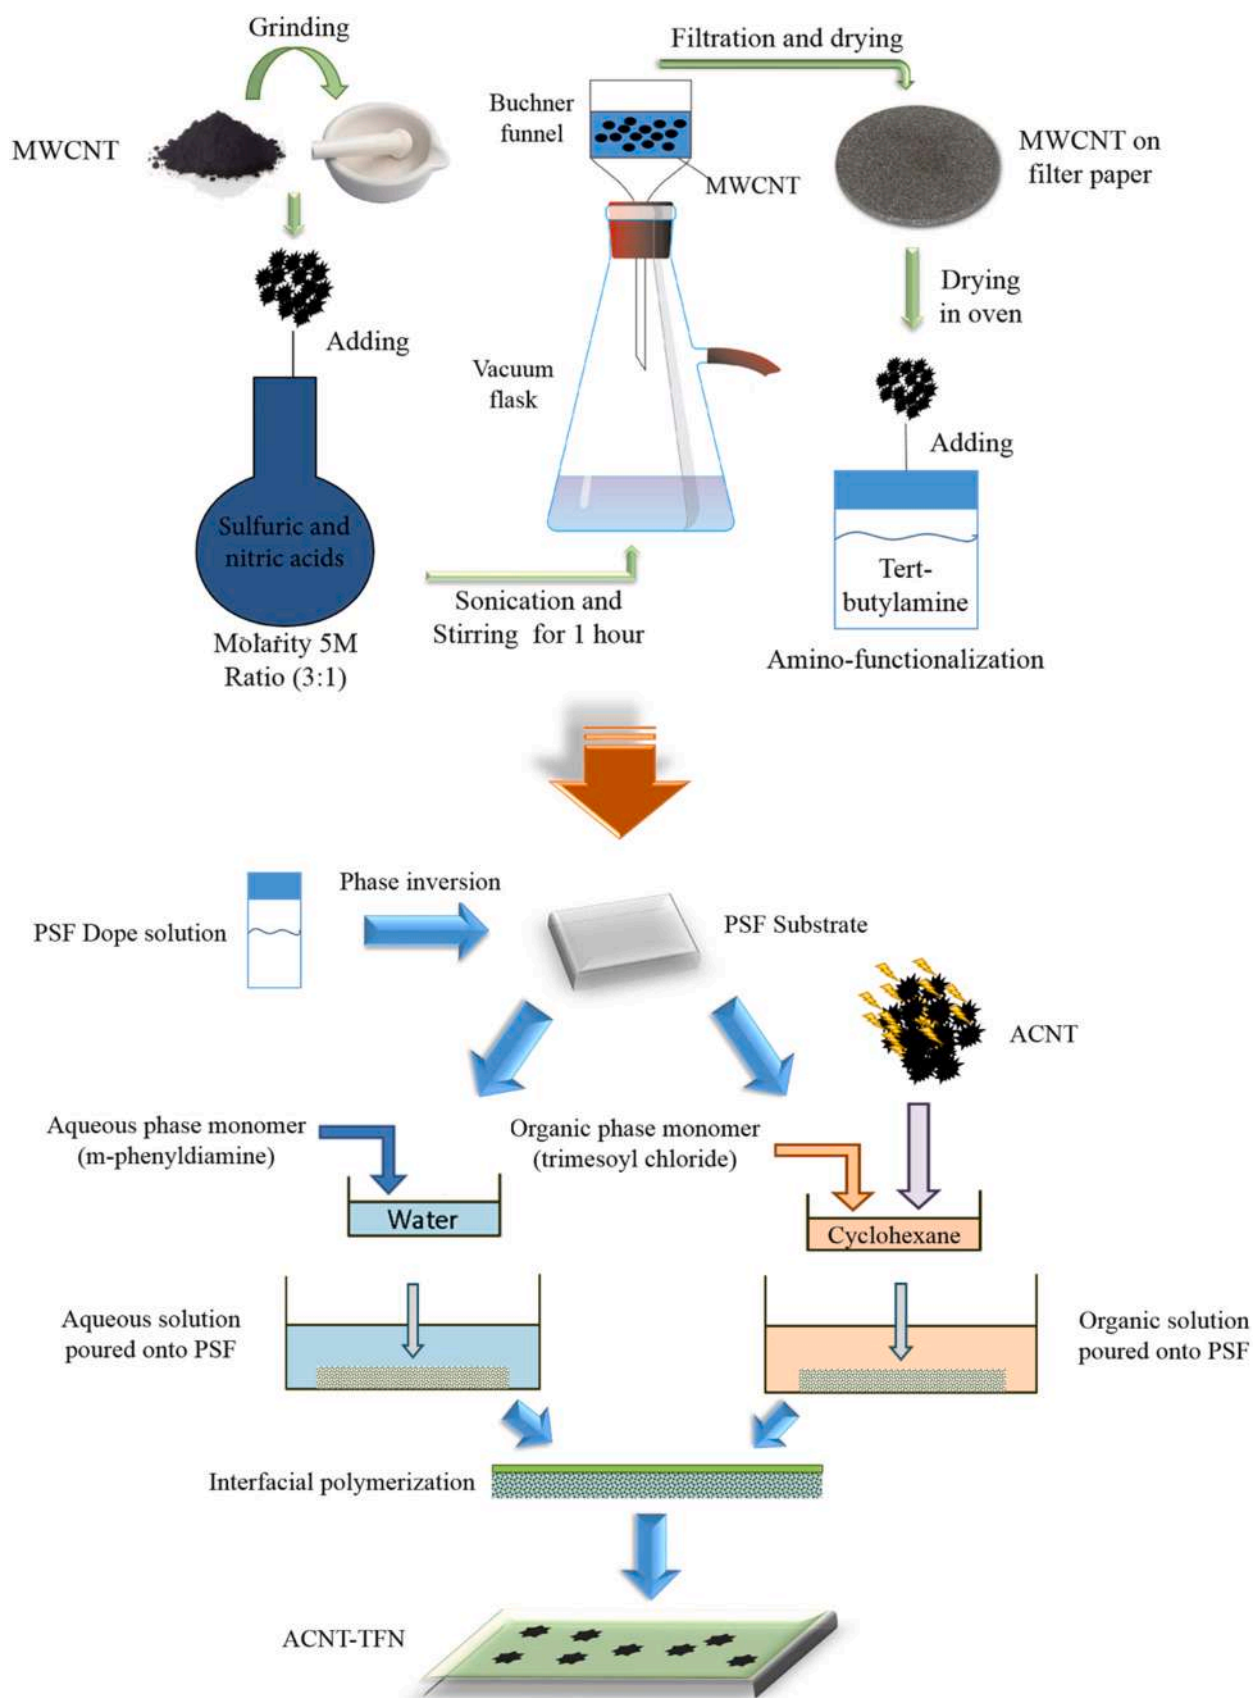 Grinding
MWCNT
Adding
Sulfuric and
nitric acids
Molarity 5M
Ratio (3:1)
Sonication and
Stirring for 1 hour
Buchner
funnel
MWCNT
Vacuum
flask
Filtration and drying
MWCNT on
filter paper
Drying
in oven
Adding
Tert-
butylamine
Amino-functionalization
PSF Dope solution
Phase inversion
PSF Substrate
ACNT
Aqueous phase monomer
(m-phenyldiamine)
Water
Organic phase monomer
(trimesoyl chloride)
Cyclohexane
Aqueous solution
poured onto PSF
Organic solution
poured onto PSF
Interfacial polymerization
ACNT-TFN